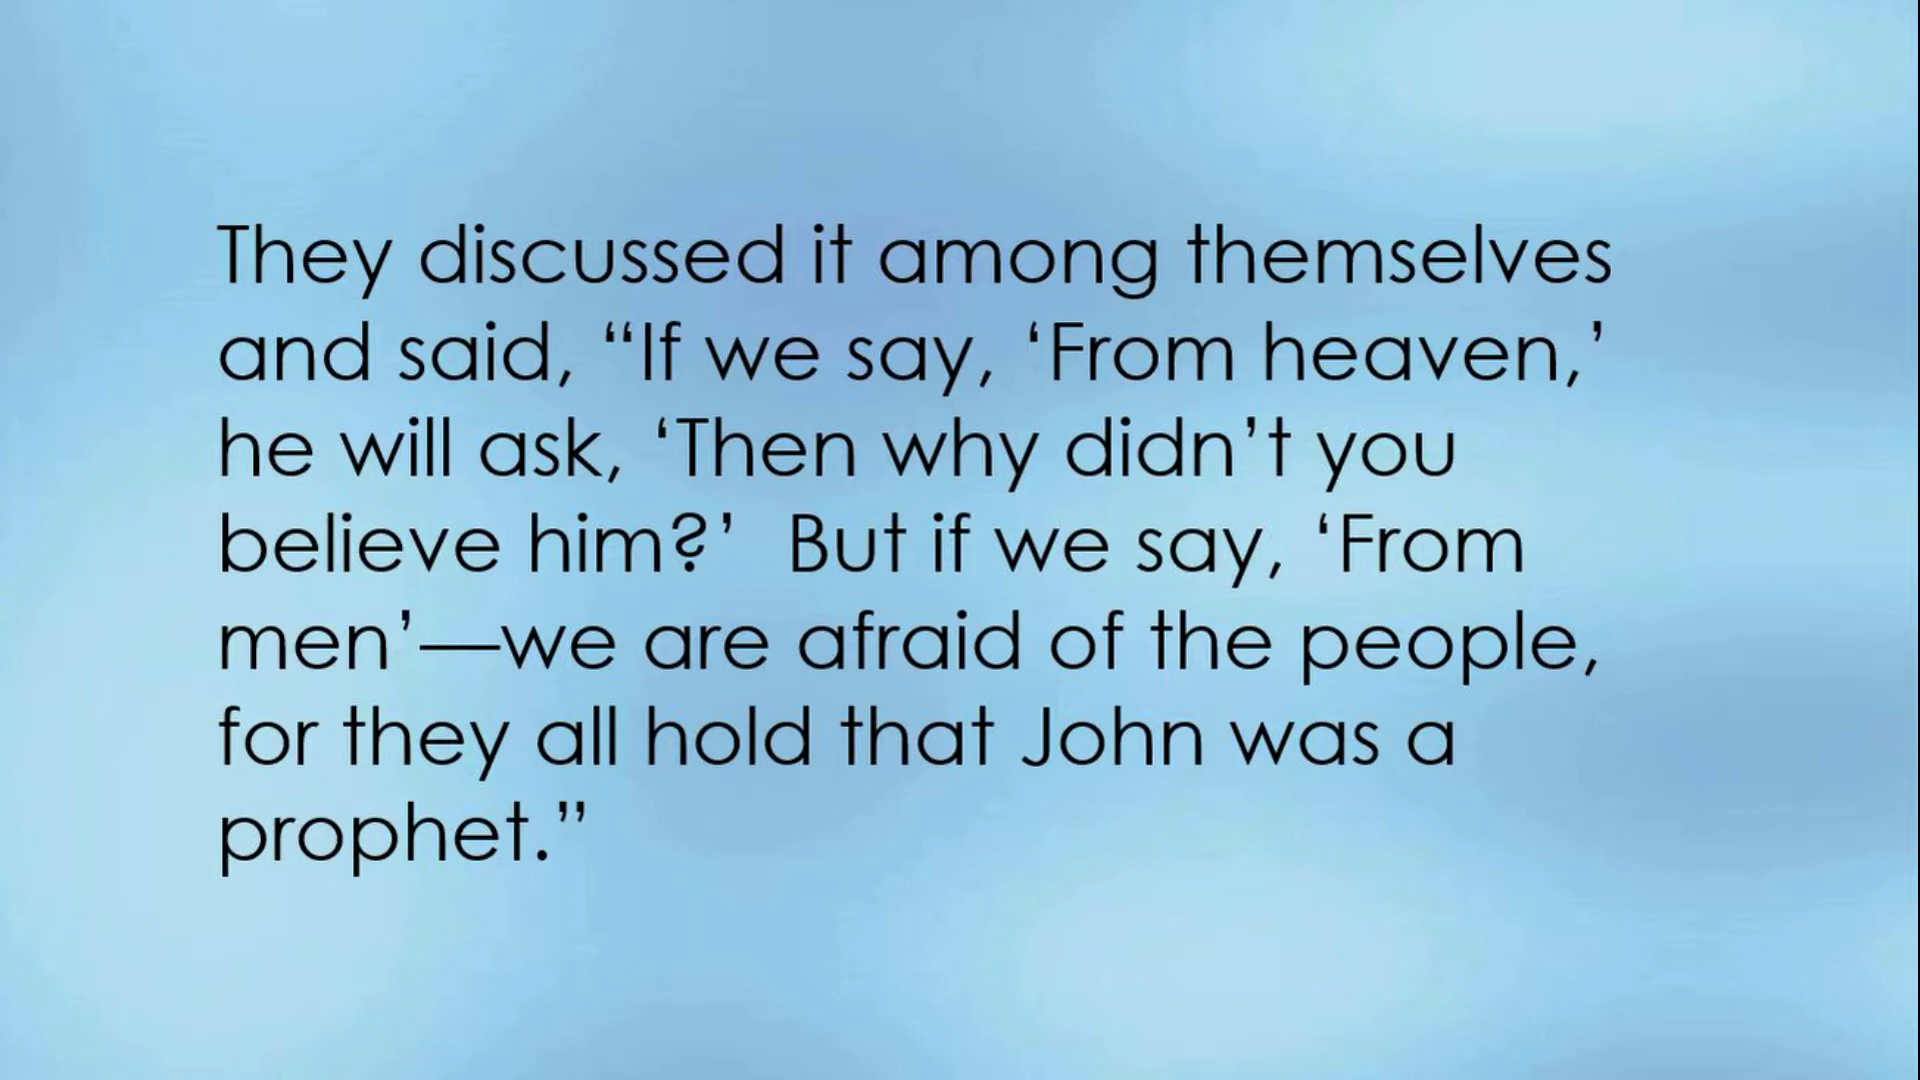 They discussed it among themselves
and said, “If we say, ‘From heaven,’
he will ask, ‘Then why didn’t you
believe him?’  But if we say, ‘From
men’—we are afraid of the people,
for they all hold that John was a
prophet.”